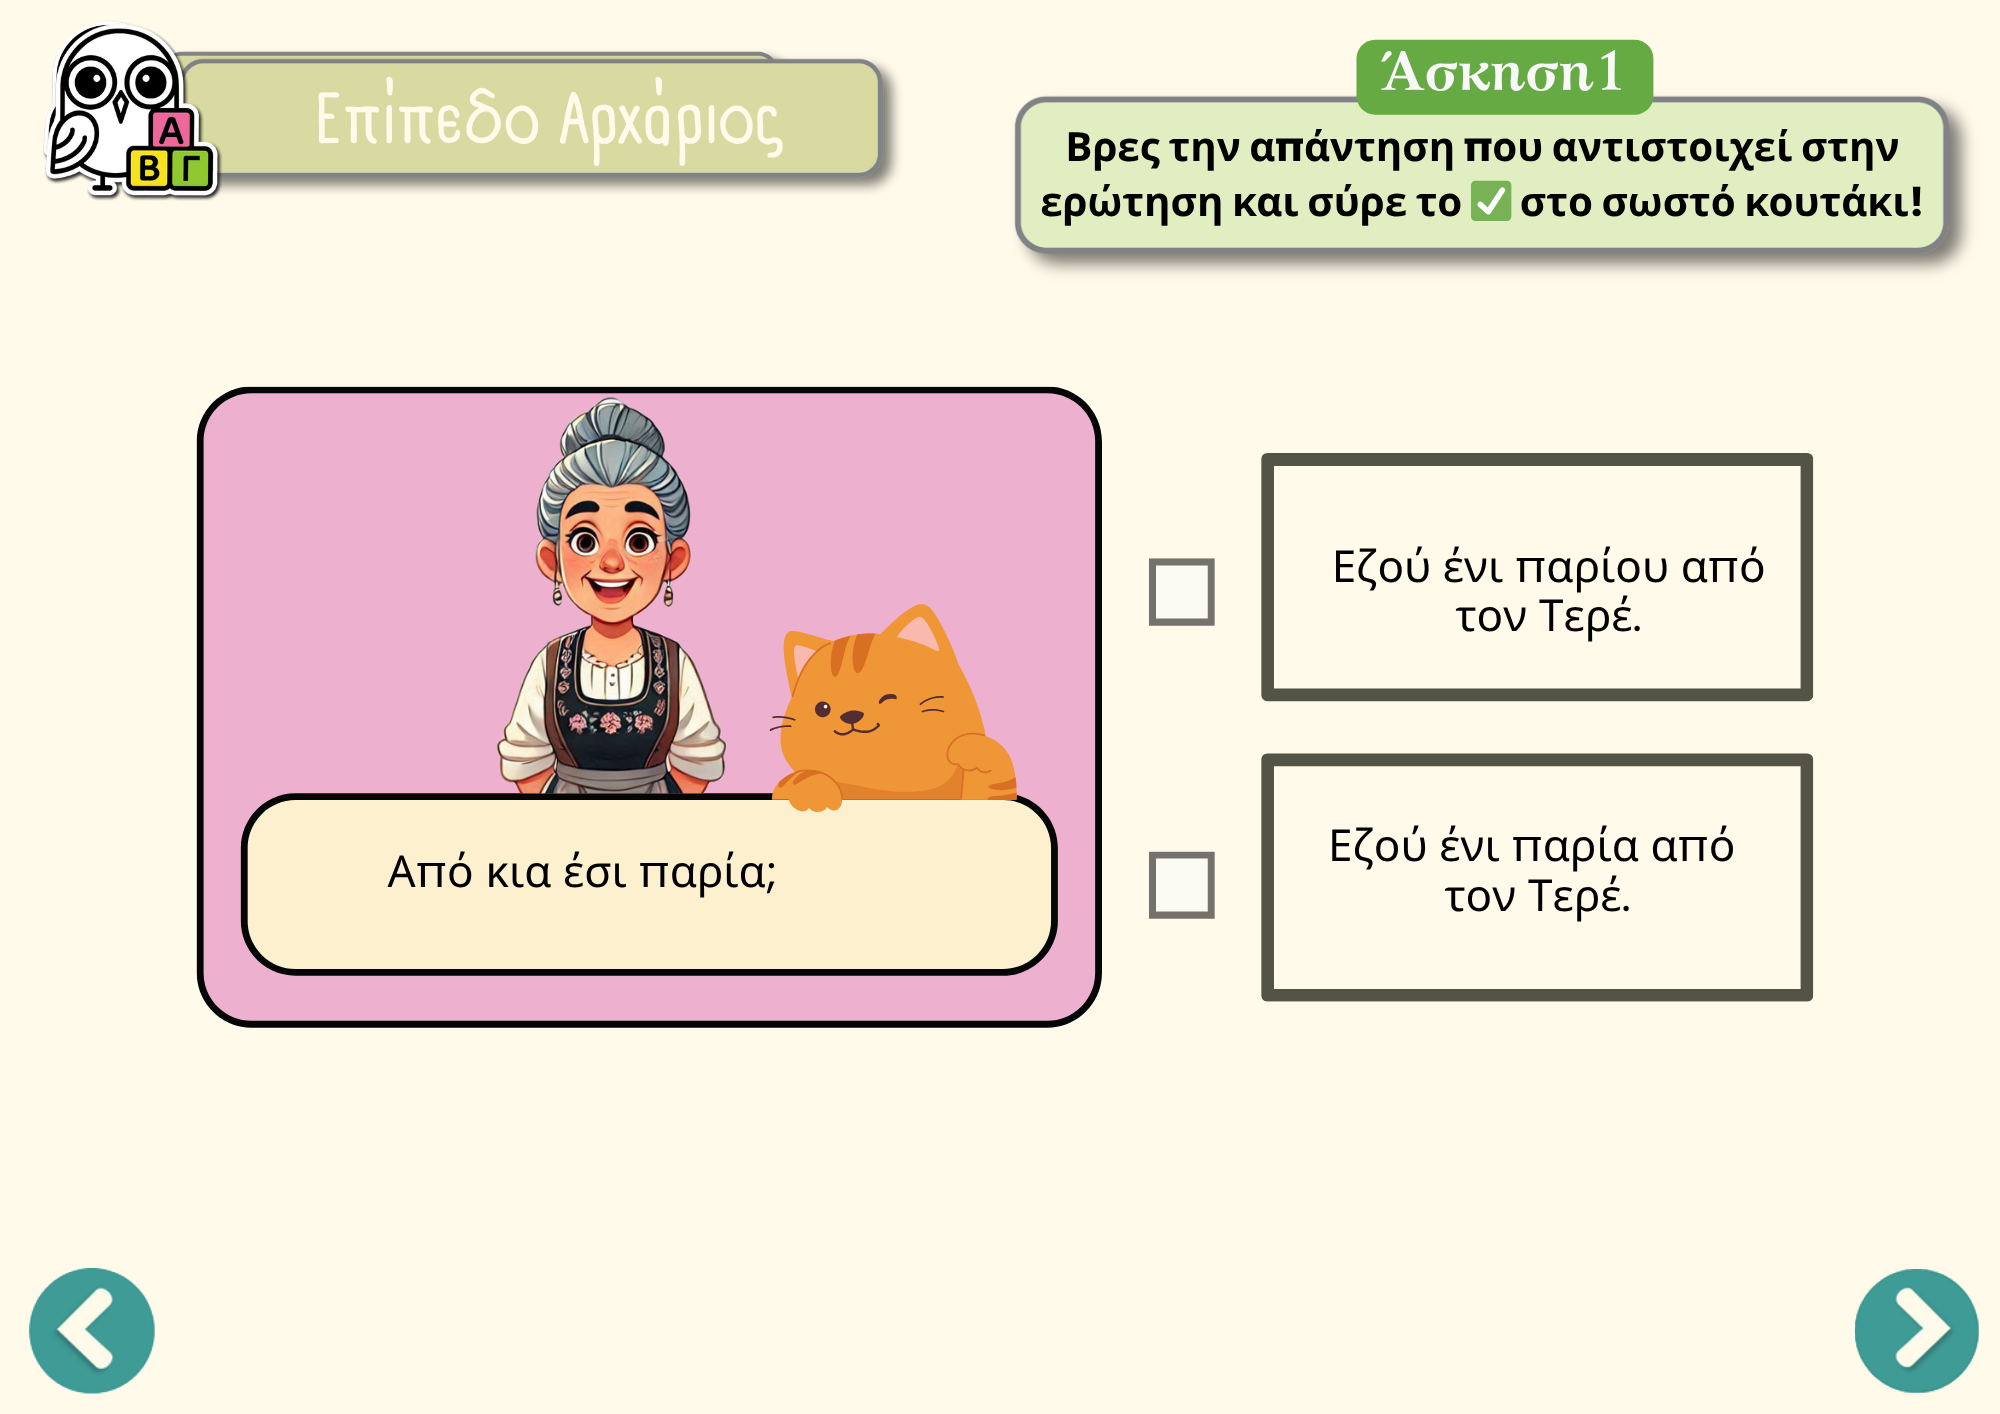 Α
Β Γ
Επίπεδο Αρχάριος
Άσκηση 1
Βρες την απάντηση που αντιστοιχεί στην
ερώτηση και σύρε το ✅ στο σωστό κουτάκι!
Από κια έσι παρία;
Εζού ένι παρίου από
τον Τερέ.
Εζού ένι παρία από
τον Τερέ.